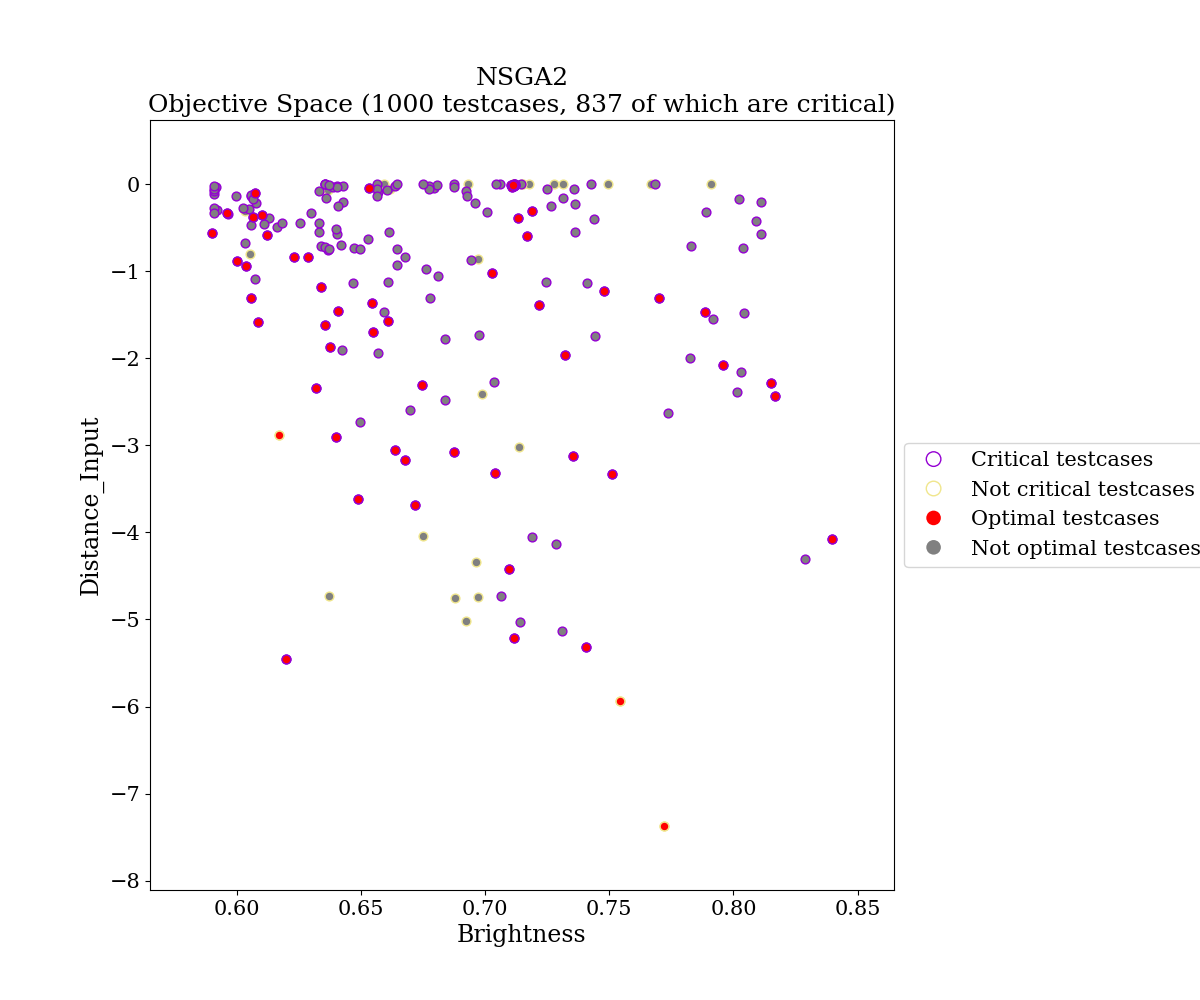 NSGA2
Objective Space (1000 testcases, 837 of which are critical)
0
−1
−2
−3
−4
−5
−6
−7
−8
Distance_Input
0.60 0.65 0.70 0.75 0.80 0.85
Brightness
Critical testcases
Not critical testcases
Optimal testcases
Not optimal testcases